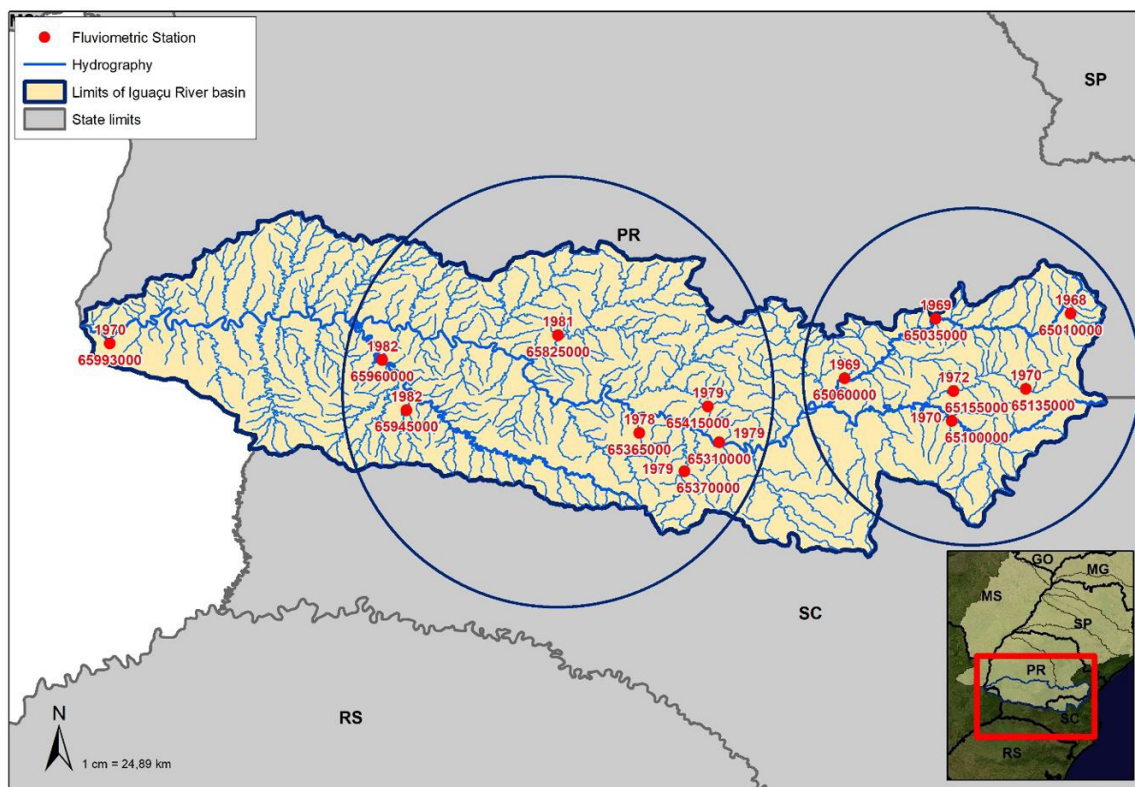 MS
Fluviometric Station
Hydrography
Limits of Iguaçu River basin
State limits
SP
PR
1970
65993000
1982
65960000
1982
65945000
1981
65825000
1978
65365000
1979
65415000
1979
65310000
1979
65370000
1969
65035000
1968
65010000
1969
65060000
1972
65155000
1970
65135000
1970
65100000
SC
RS
N
1 cm = 24,89 km
GO
MG
MS
SP
PR
SC
RS